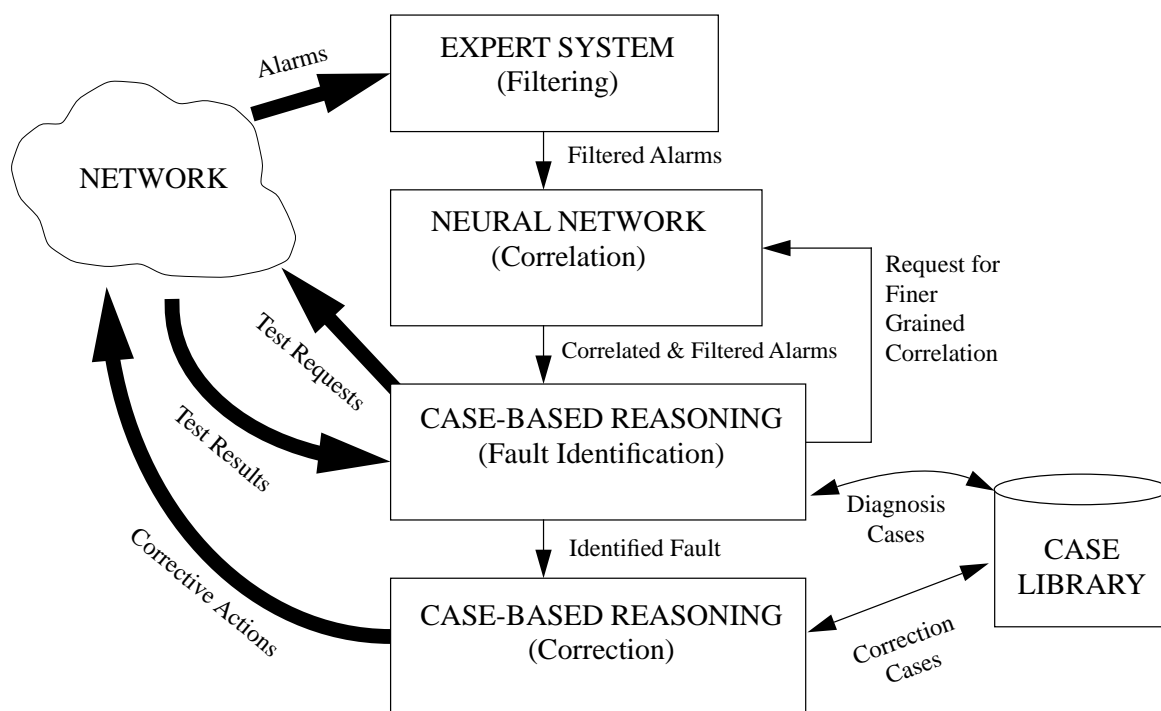 EXPERT SYSTEM
(Filtering)
Alarms
NETWORK
Filtered Alarms
NEURAL NETWORK
(Correlation)
Request for
Finer
Grained
Correlation
Test Requests
Correlated & Filtered Alarms
Test Results
CASE-BASED REASONING
(Fault Identification)
Diagnosis
Cases
CASE
LIBRARY
Identified Fault
Corrective Actions
CASE-BASED REASONING
(Correction)
Correction
Cases